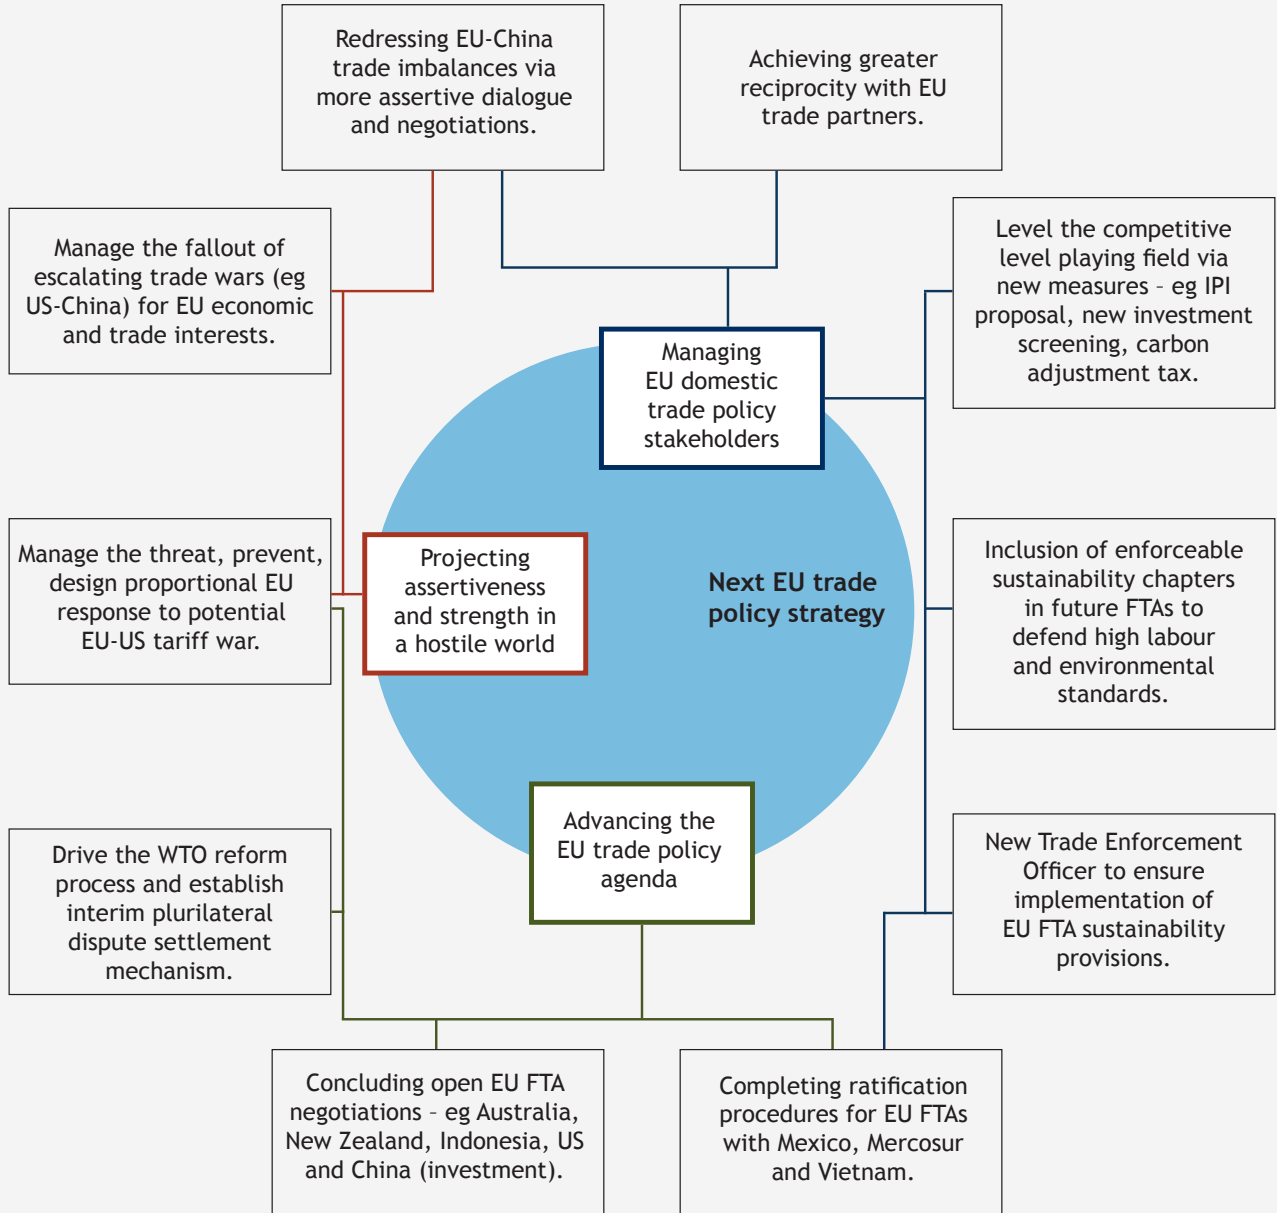 Redressing EU-China
trade imbalances via
more assertive dialogue
and negotiations.
Achieving greater
reciprocity with EU
trade partners.
Manage the fallout of
escalating trade wars (eg
US-China) for EU economic
and trade interests.
Level the competitive
level playing field via
new measures - eg IPI
proposal, new investment
screening, carbon
adjustment tax.
Managing
EU domestic
trade policy
stakeholders
Manage the threat, prevent,
design proportional EU
response to potential
EU-US tariff war.
Projecting
assertiveness
and strength in
a hostile world
Next EU trade
policy strategy
Inclusion of enforceable
sustainability chapters
in future FTAs to
defend high labour
and environmental
standards.
Drive the WTO reform
process and establish
interim plurilateral
dispute settlement
mechanism.
Advancing the
EU trade policy
agenda
New Trade Enforcement
Officer to ensure
implementation of
EU FTA sustainability
provisions.
Concluding open EU FTA
negotiations - eg Australia,
New Zealand, Indonesia, US
and China (investment).
Completing ratification
procedures for EU FTAs
with Mexico, Mercosur
and Vietnam.